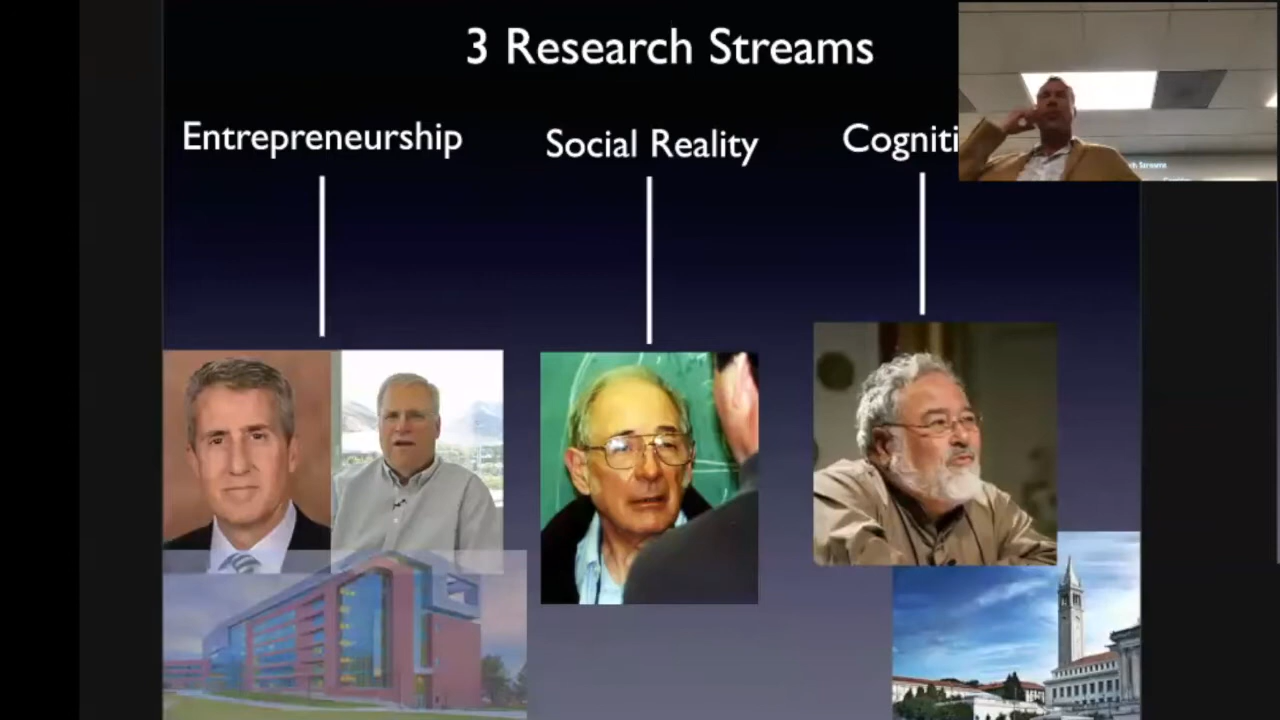 3 Research Streams
Entrepreneurship
Social Reality
Cogniti